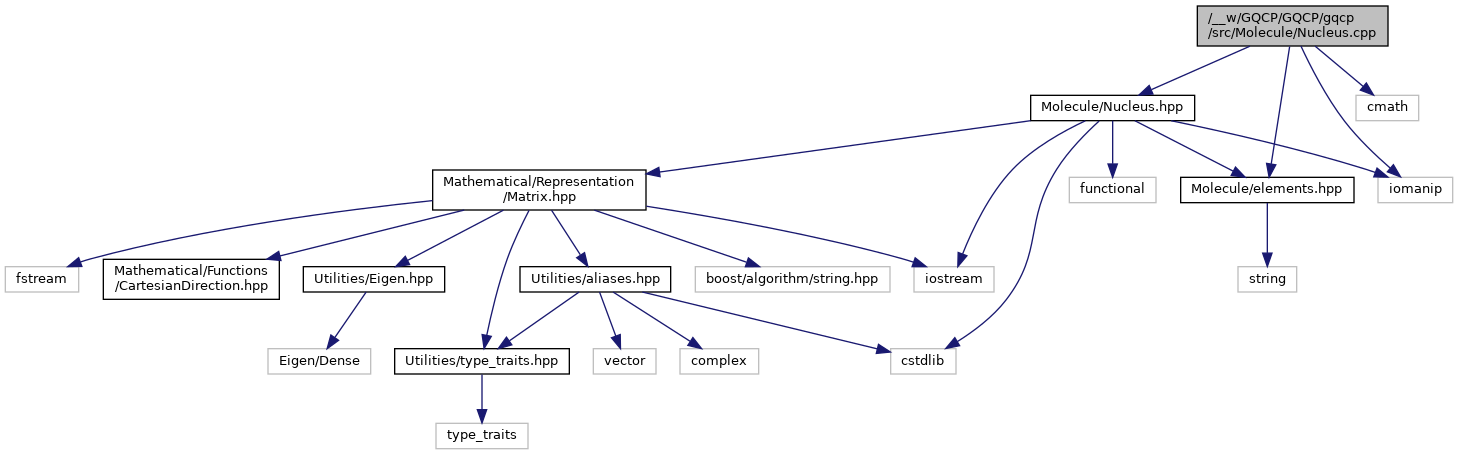 /__w/GQCP/GQCP/gqcp
/src/Molecule/Nucleus.cpp
Molecule/Nucleus.hpp
cmath
Mathematical/Representation
/Matrix.hpp
functional
Molecule/elements.hpp
iomanip
fstream
Mathematical/Functions
/CartesianDirection.hpp
Utilities/Eigen.hpp
Utilities/aliases.hpp
boost/algorithm/string.hpp
iostream
string
Eigen/Dense
Utilities/type_traits.hpp
vector
complex
cstdlib
type_traits